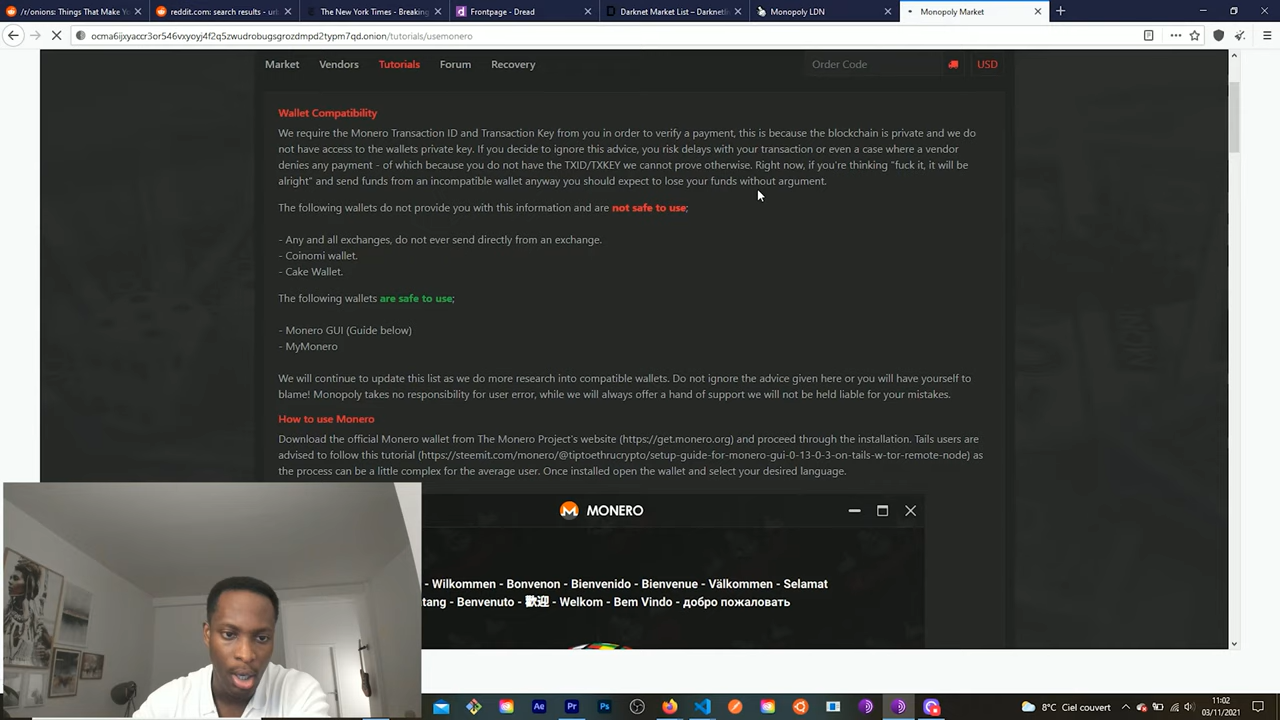 /r/onions: Things That Make Yo
reddit.com: search results - url
The New York Times - Breaking
Frontpage - Dread
Darknet Market List – Darknetli
Monopoly LDN
Monopoly Market
ocma6ijxyaccr3or546vxyoyj4f2q5zwudrobugsgrozdmpd2typm7qd.onion/tutorials/usemonero
Market Vendors Tutorials Forum Recovery Order Code USD
Wallet Compatibility
We require the Monero Transaction ID and Transaction Key from you in order to verify a payment, this is because the blockchain is private and we do
not have access to the wallets private key. If you decide to ignore this advice, you risk delays with your transaction or even a case where a vendor
denies any payment - of which because you do not have the TXID/TXKEY we cannot prove otherwise. Right now, if you're thinking "fuck it, it will be
alright" and send funds from an incompatible wallet anyway you should expect to lose your funds without argument.
The following wallets do not provide you with this information and are not safe to use;
- Any and all exchanges, do not ever send directly from an exchange.
- Coinomi wallet.
- Cake Wallet.
The following wallets are safe to use;
- Monero GUI (Guide below)
- MyMonero
We will continue to update this list as we do more research into compatible wallets. Do not ignore the advice given here or you will have yourself to
blame! Monopoly takes no responsibility for user error, while we will always offer a hand of support we will not be held liable for your mistakes.
How to use Monero
Download the official Monero wallet from The Monero Project's website (https://get.monero.org) and proceed through the installation. Tails users are
advised to follow this tutorial (https://steemit.com/monero/@tiptoethrucrypto/setup-guide-for-monero-gui-0-13-0-3-on-tails-w-tor-remote-node) as
the process can be a little complex for the average user. Once installed open the wallet and select your desired language.
MONERO
- Wilkommen - Bonvenon - Bienvenido - Bienvenue - Välkommen - Selamat
tang - Benvenuto - 歡迎 - Welkom - Bem Vindo - добро пожаловать
Ae Pr Ps
8°C Ciel couvert
11:02
03/11/2021